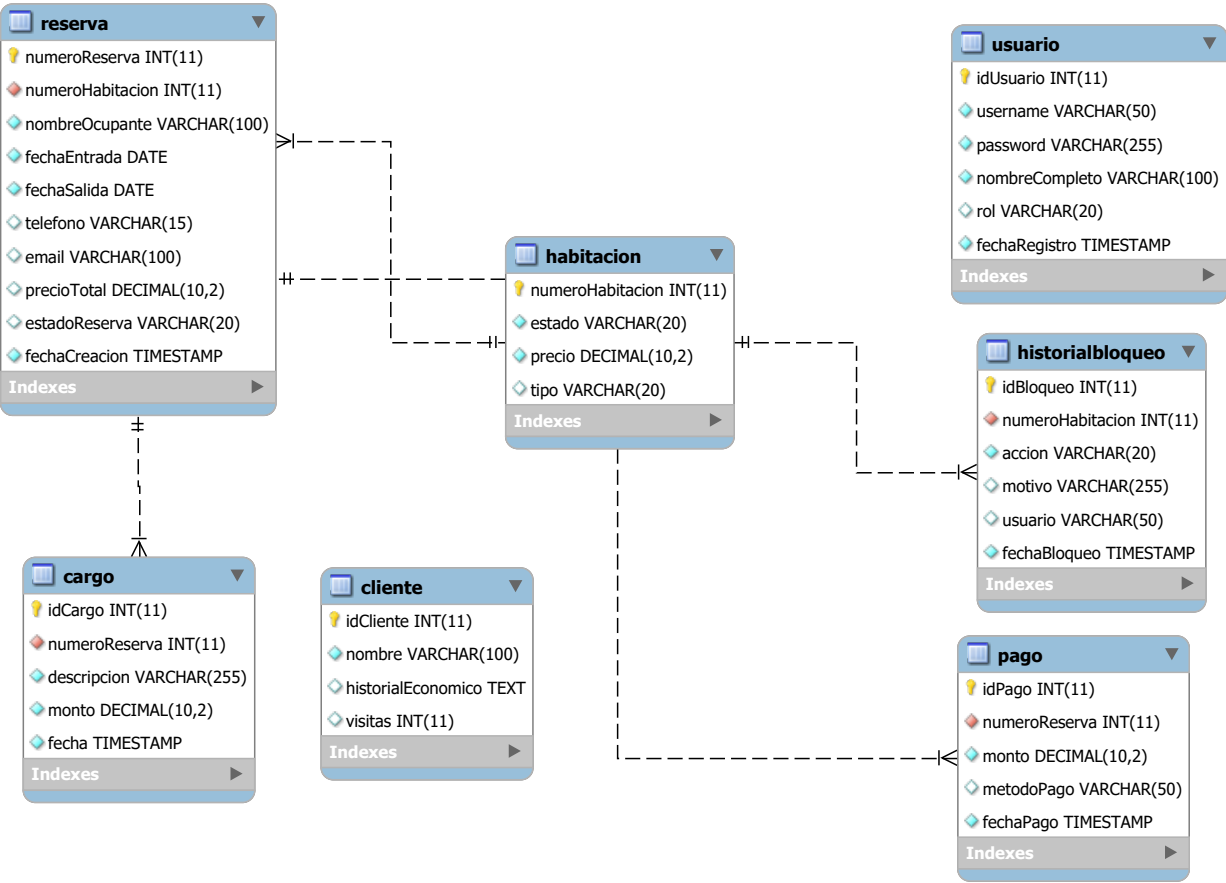 reserva
numeroReserva INT(11)
numeroHabitacion INT(11)
nombreOcupante VARCHAR(100)
fechaEntrada DATE
fechaSalida DATE
telefono VARCHAR(15)
email VARCHAR(100)
precioTotal DECIMAL(10,2)
estadoReserva VARCHAR(20)
fechaCreacion TIMESTAMP
Indexes
usuario
idUsuario INT(11)
username VARCHAR(50)
password VARCHAR(255)
nombreCompleto VARCHAR(100)
rol VARCHAR(20)
fechaRegistro TIMESTAMP
Indexes
habitacion
numeroHabitacion INT(11)
estado VARCHAR(20)
precio DECIMAL(10,2)
tipo VARCHAR(20)
Indexes
historialbloqueo
idBloqueo INT(11)
numeroHabitacion INT(11)
accion VARCHAR(20)
motivo VARCHAR(255)
usuario VARCHAR(50)
fechaBloqueo TIMESTAMP
Indexes
cargo
idCargo INT(11)
numeroReserva INT(11)
descripcion VARCHAR(255)
monto DECIMAL(10,2)
fecha TIMESTAMP
Indexes
cliente
idCliente INT(11)
nombre VARCHAR(100)
historialEconomico TEXT
visitas INT(11)
Indexes
pago
idPago INT(11)
numeroReserva INT(11)
monto DECIMAL(10,2)
metodoPago VARCHAR(50)
fechaPago TIMESTAMP
Indexes